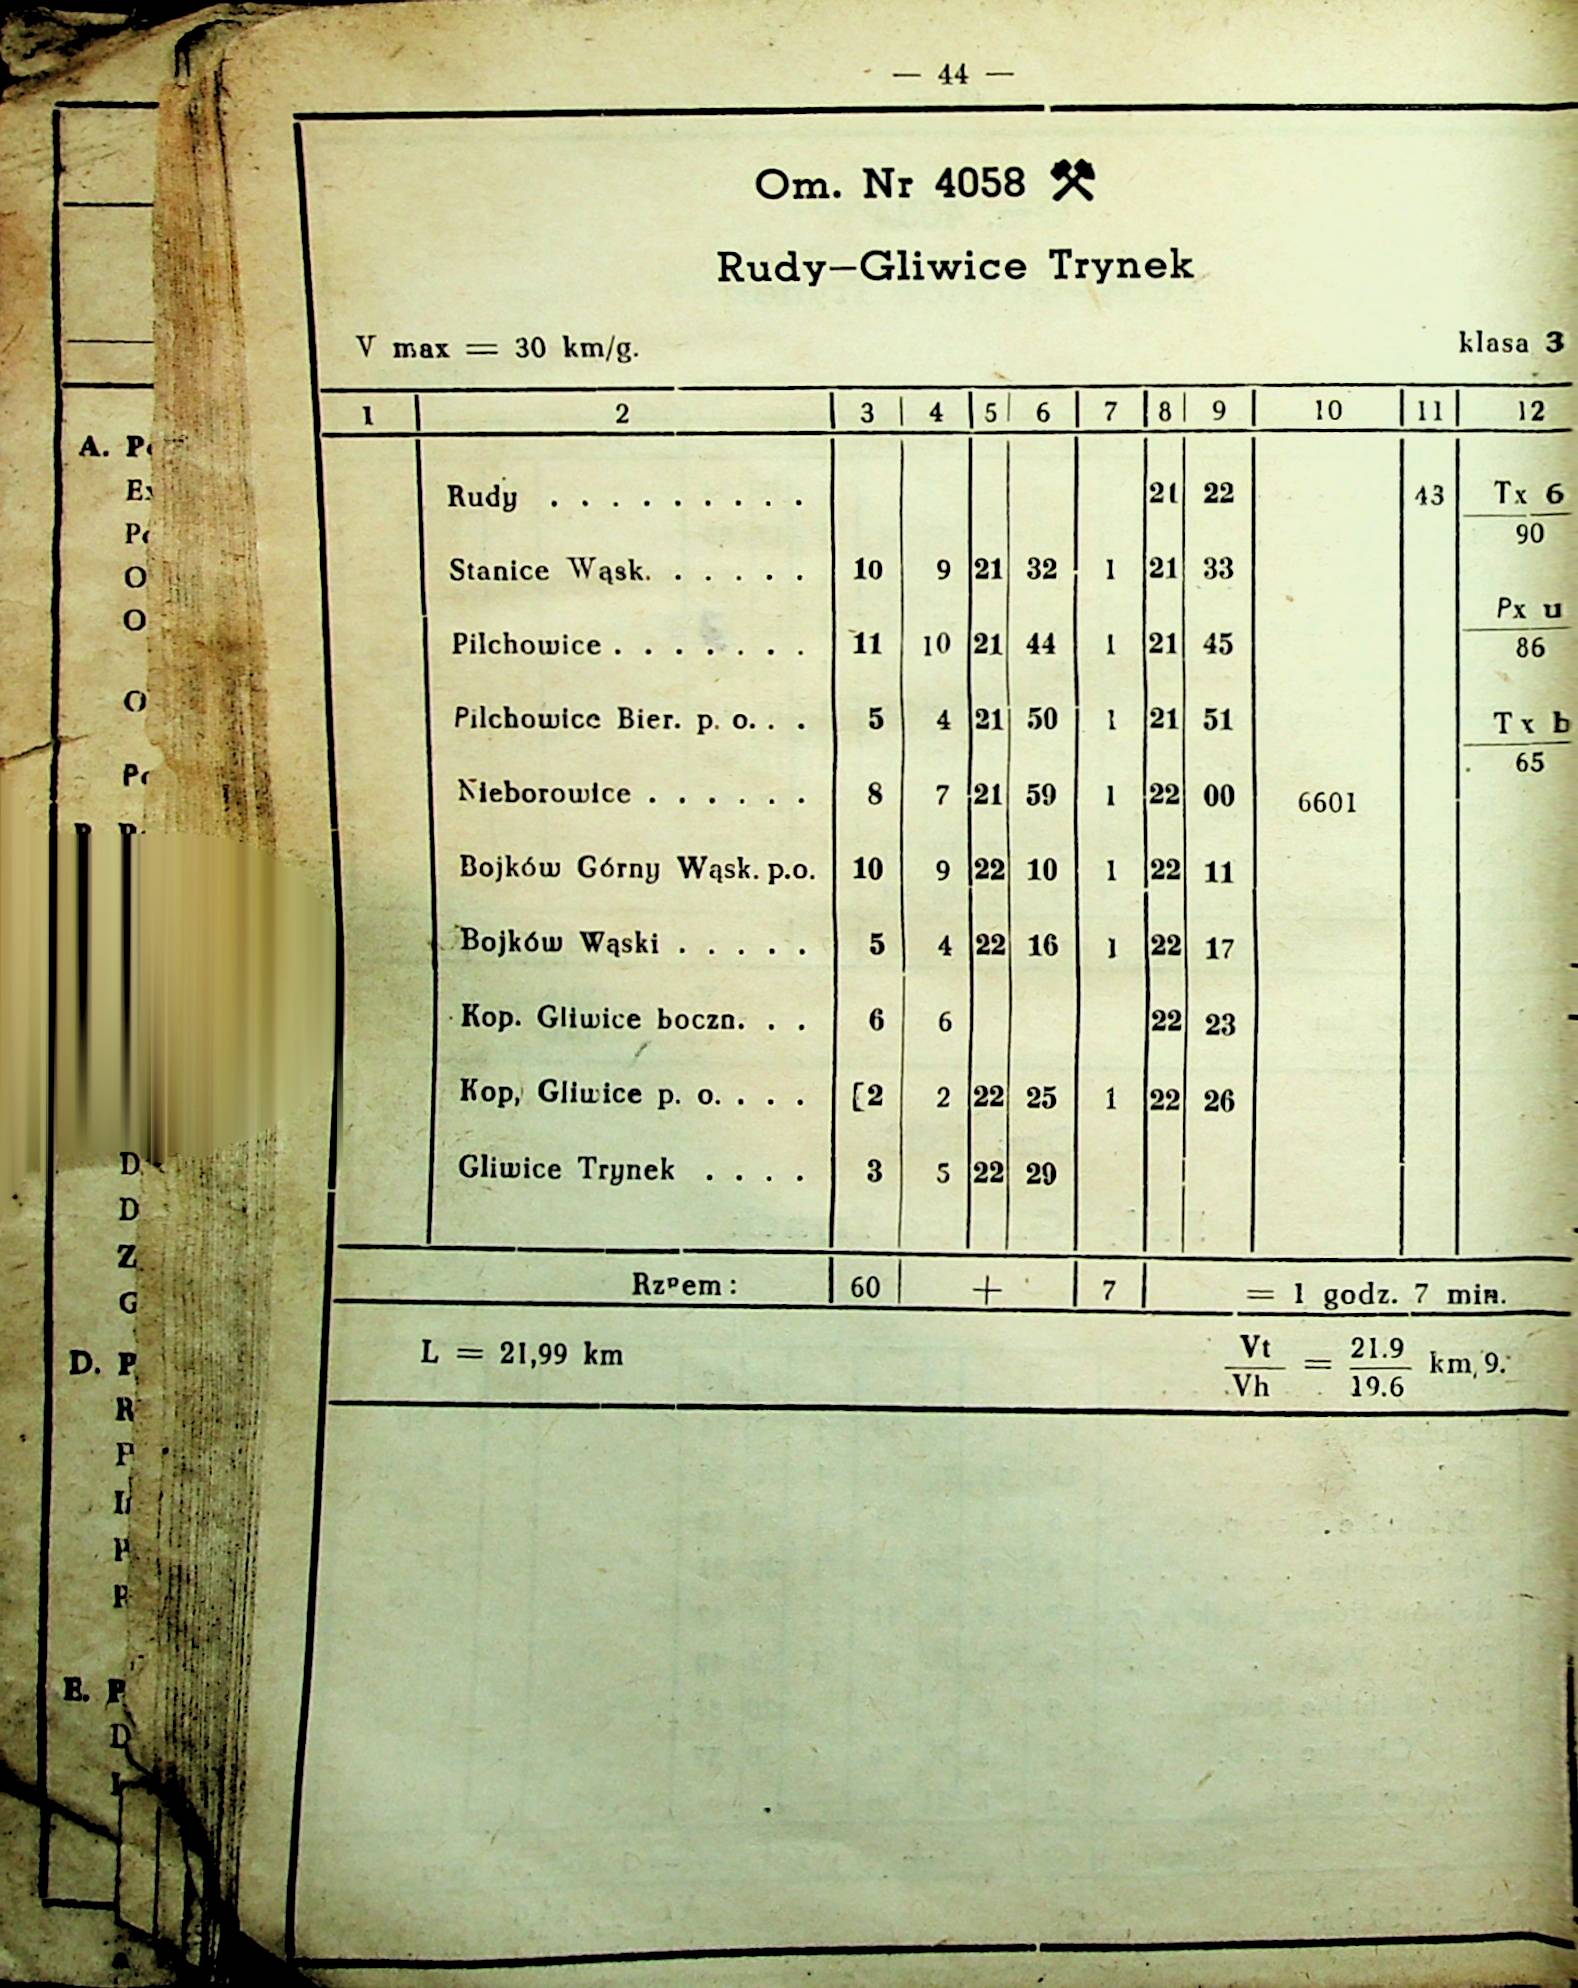 — 44 —
Om. Nr 4058 ⚒
Rudy—Gliwice Trynek
V max = 30 km/g. klasa 3
1 2 3 4 5 6 7 8 9 10 11 12
Rudy . . . . . . . . . 21 22 43 Tx 6
90
Stanice Wąsk. . . . . . 10 9 21 32 1 21 33
Px u
Pilchowice . . . . . . . 11 10 21 44 1 21 45 86
Pilchowice Bier. p. o. . . 5 4 21 50 1 21 51 Tx b
65
Nieborowice . . . . . . 8 7 21 59 1 22 00 6601
Bojków Górny Wąsk. p.o. 10 9 22 10 1 22 11
Bojków Wąski . . . . . 5 4 22 16 1 22 17
Kop. Gliwice boczn. . . 6 6 22 23
Kop, Gliwice p. o. . . . [2 2 22 25 1 22 26
Gliwice Trynek . . . . 3 5 22 29
Rzpem: 60 + 7 = 1 godz. 7 min.
L = 21,99 km Vt = 21.9 km, 9.
Vh 19.6
A.
O
O
O
D
D
Z
G
D. P
R
P
P
E. P
D